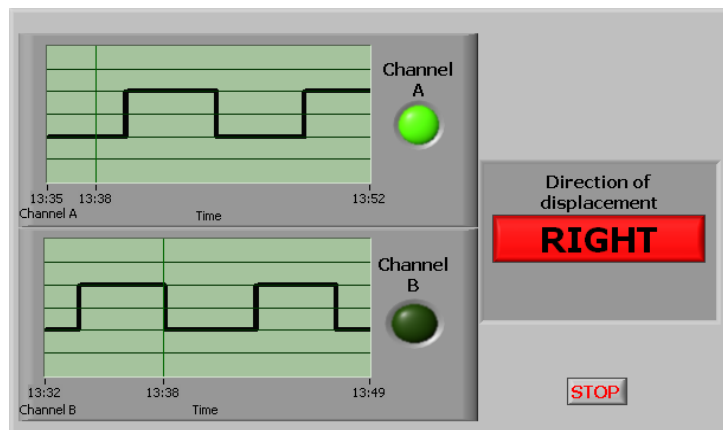 Channel
A
13:35 13:38 13:52
Channel A Time
Channel
B
13:32 13:38 13:49
Channel B Time
Direction of
displacement
RIGHT
STOP